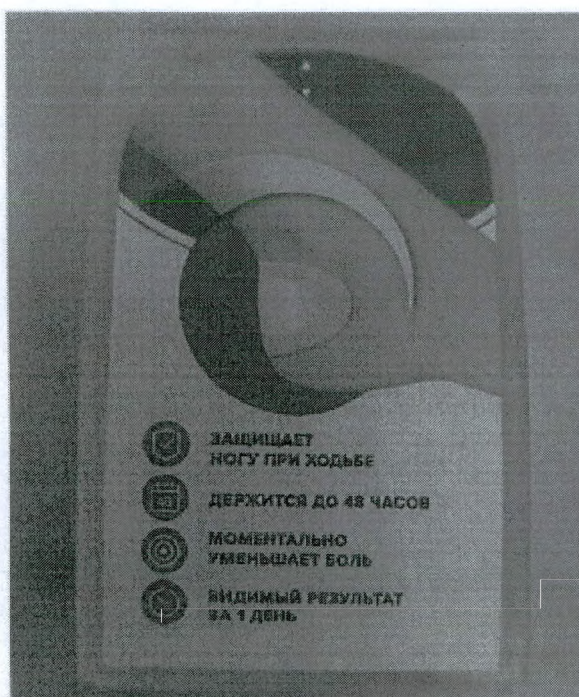 ЗАЩИЩАЕТ
НОГУ ПРИ ХОДЬБЕ
ДЕРЖИТСЯ ДО 48 ЧАСОВ
МОМЕНТАЛЬНО
УМЕНЬШАЕТ БОЛЬ
ВИДИМЫЙ РЕЗУЛЬТАТ
ЗА 1 ДЕНЬ